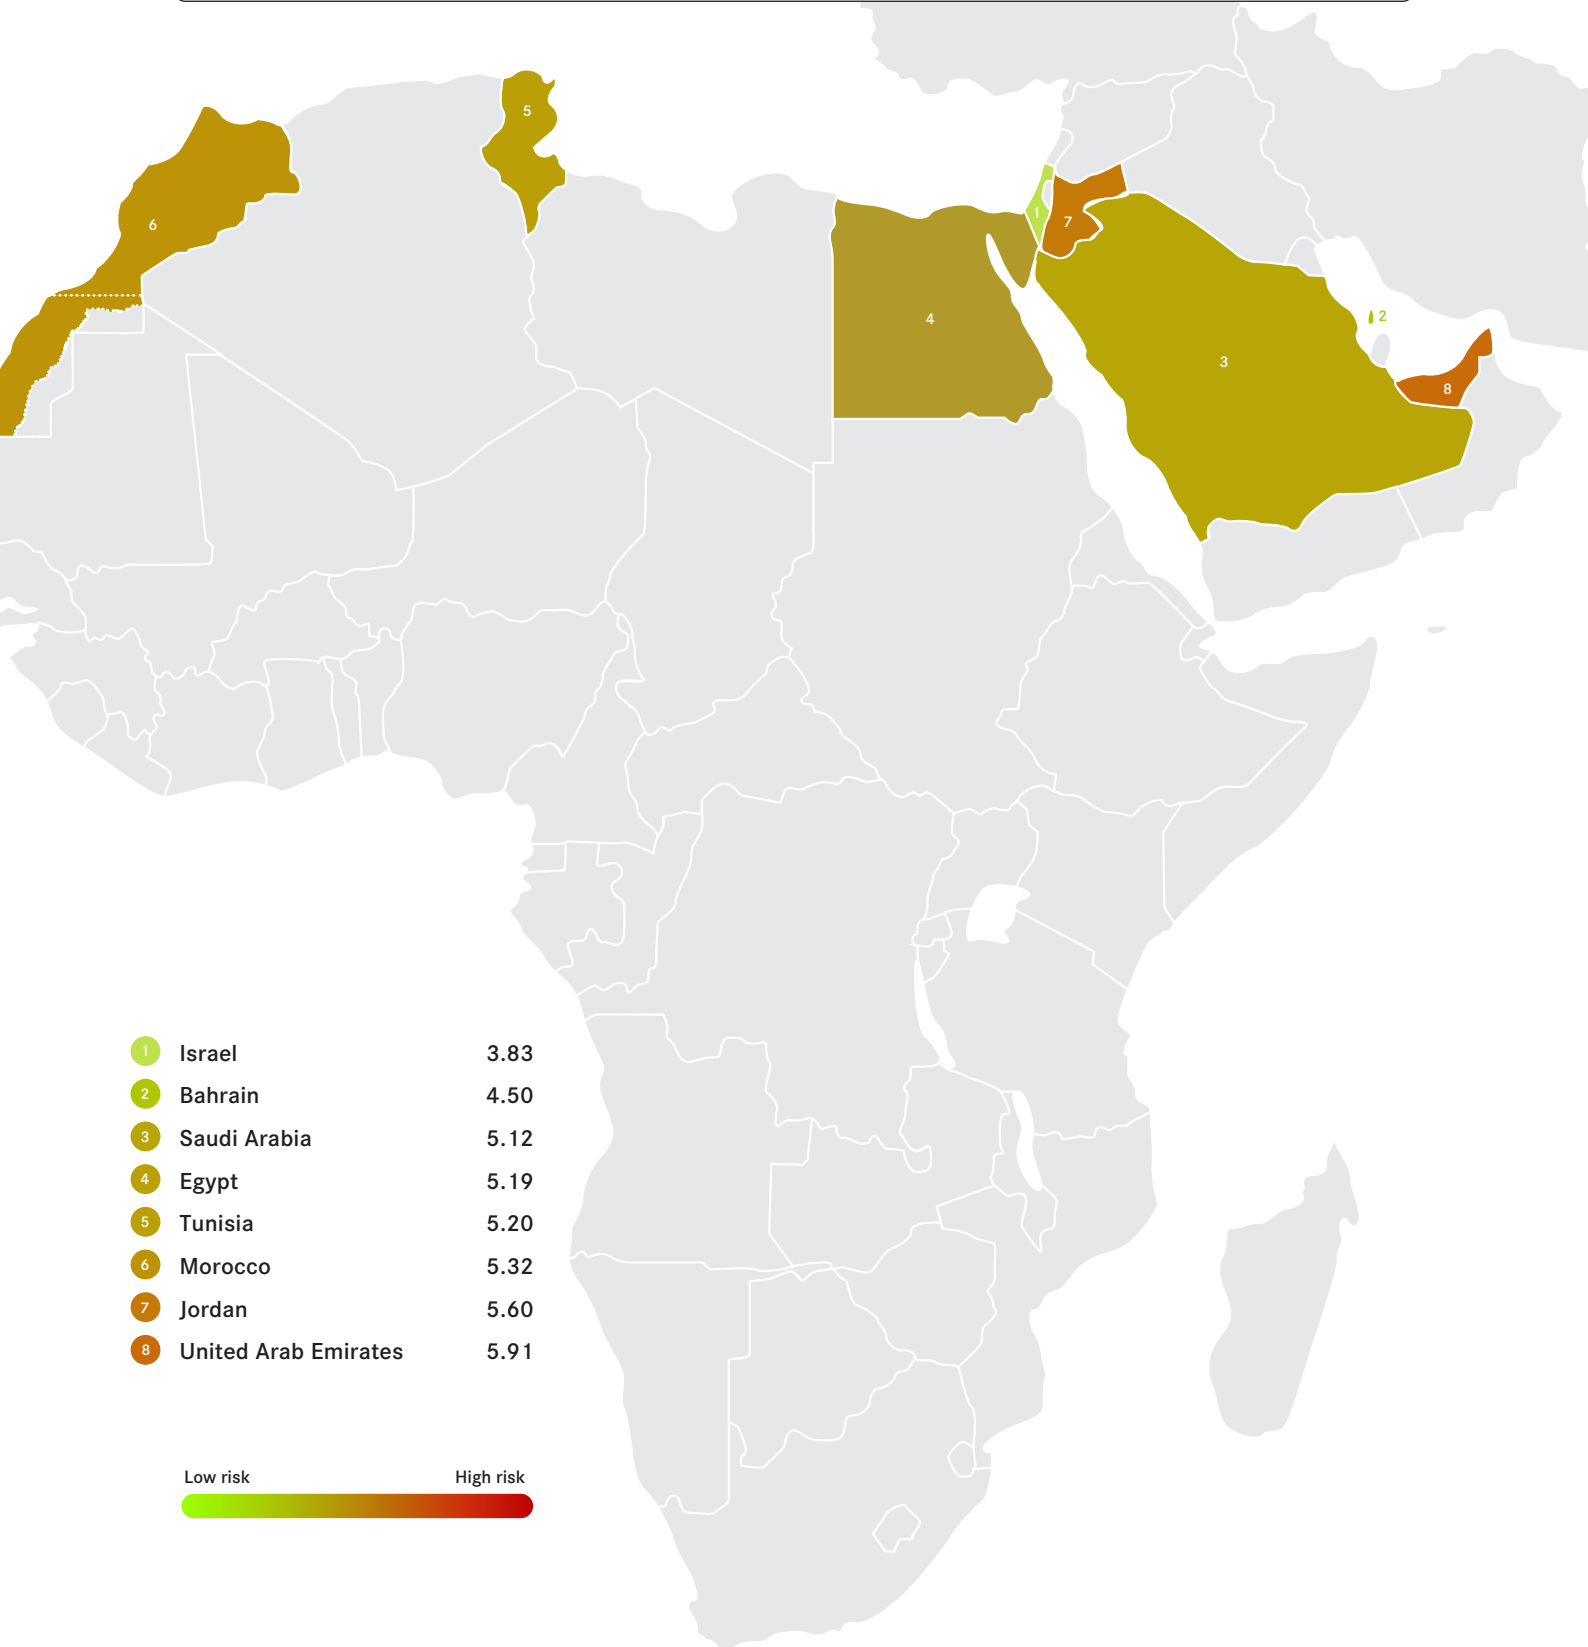 5
6
1
7
4
2
3
8
1 Israel 3.83
2 Bahrain 4.50
3 Saudi Arabia 5.12
4 Egypt 5.19
5 Tunisia 5.20
6 Morocco 5.32
7 Jordan 5.60
8 United Arab Emirates 5.91
Low risk High risk